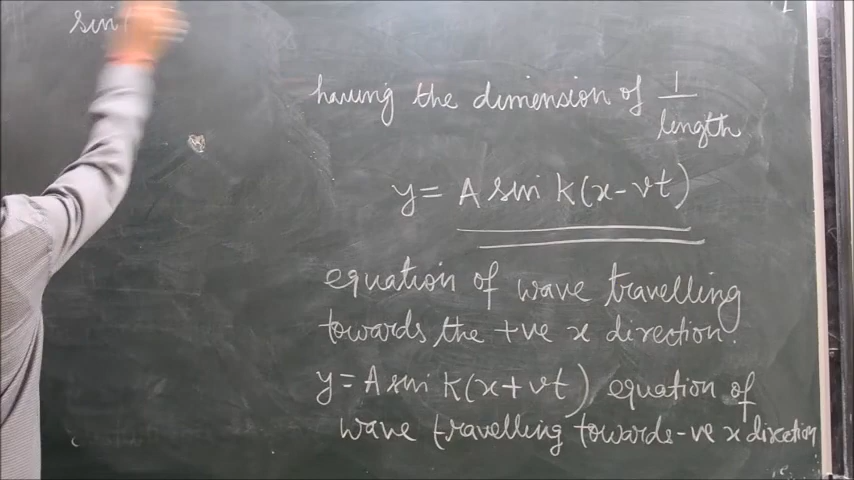 sin
having the dimension of 1/length
y = A sin k(x - vt)
equation of wave travelling
towards the +ve x direction.
y = A sin k(x + vt) equation of
wave travelling towards -ve x direction